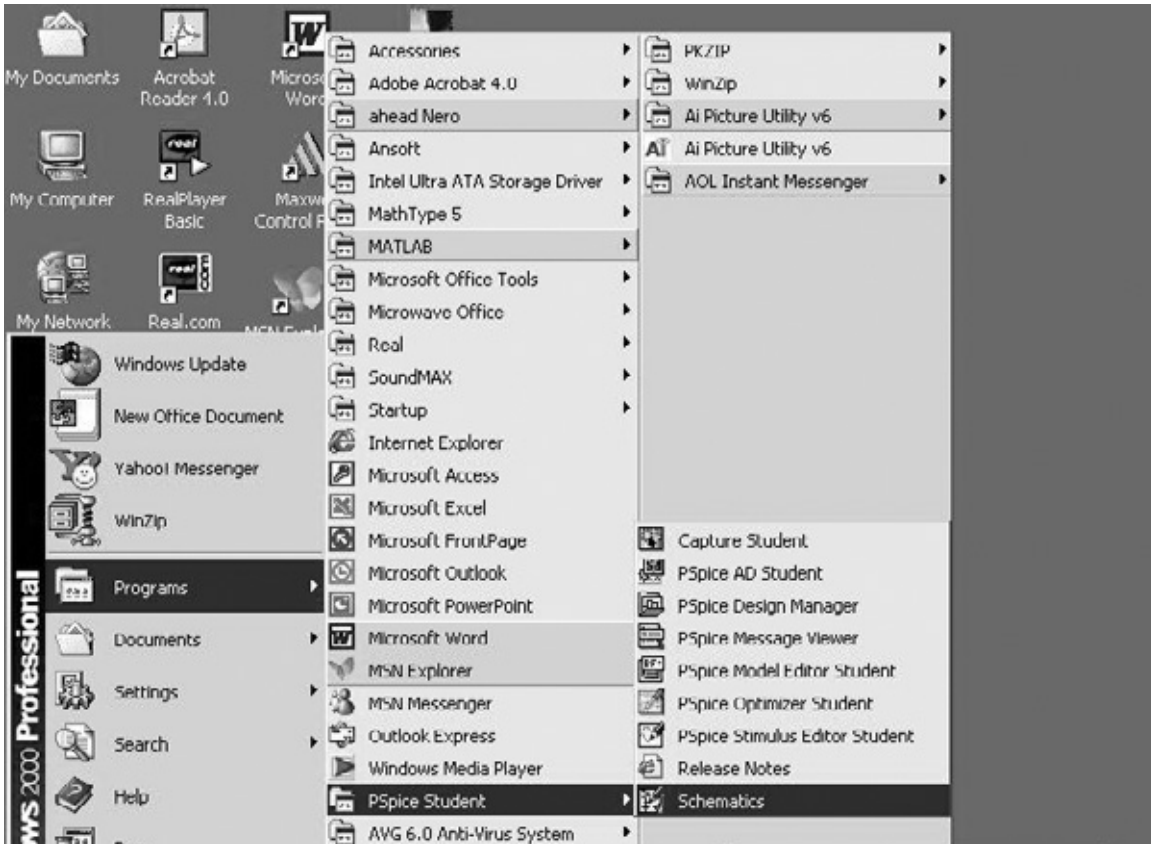 My Documents
Acrobat
Reader 4.0
Microso
Word
My Computer
RealPlayer
Basic
Maxwe
Control P
My Network
Real.com
Windows Update
New Office Document
Yahoo! Messenger
WinZip
Programs
Documents
Settings
Search
Help
ows 2000 Professional
Accessories
Adobe Acrobat 4.0
ahead Nero
Ansoft
Intel Ultra ATA Storage Driver
MathType 5
MATLAB
Microsoft Office Tools
Microwave Office
Real
SoundMAX
Startup
Internet Explorer
Microsoft Access
Microsoft Excel
Microsoft FrontPage
Microsoft Outlook
Microsoft PowerPoint
Microsoft Word
MSN Explorer
MSN Messenger
Outlook Express
Windows Media Player
PSpice Student
AVG 6.0 Anti-Virus System
PKZIP
WinZip
Ai Picture Utility v6
Ai Picture Utility v6
AOL Instant Messenger
Capture Student
PSpice AD Student
PSpice Design Manager
PSpice Message Viewer
PSpice Model Editor Student
PSpice Optimizer Student
PSpice Stimulus Editor Student
Release Notes
Schematics